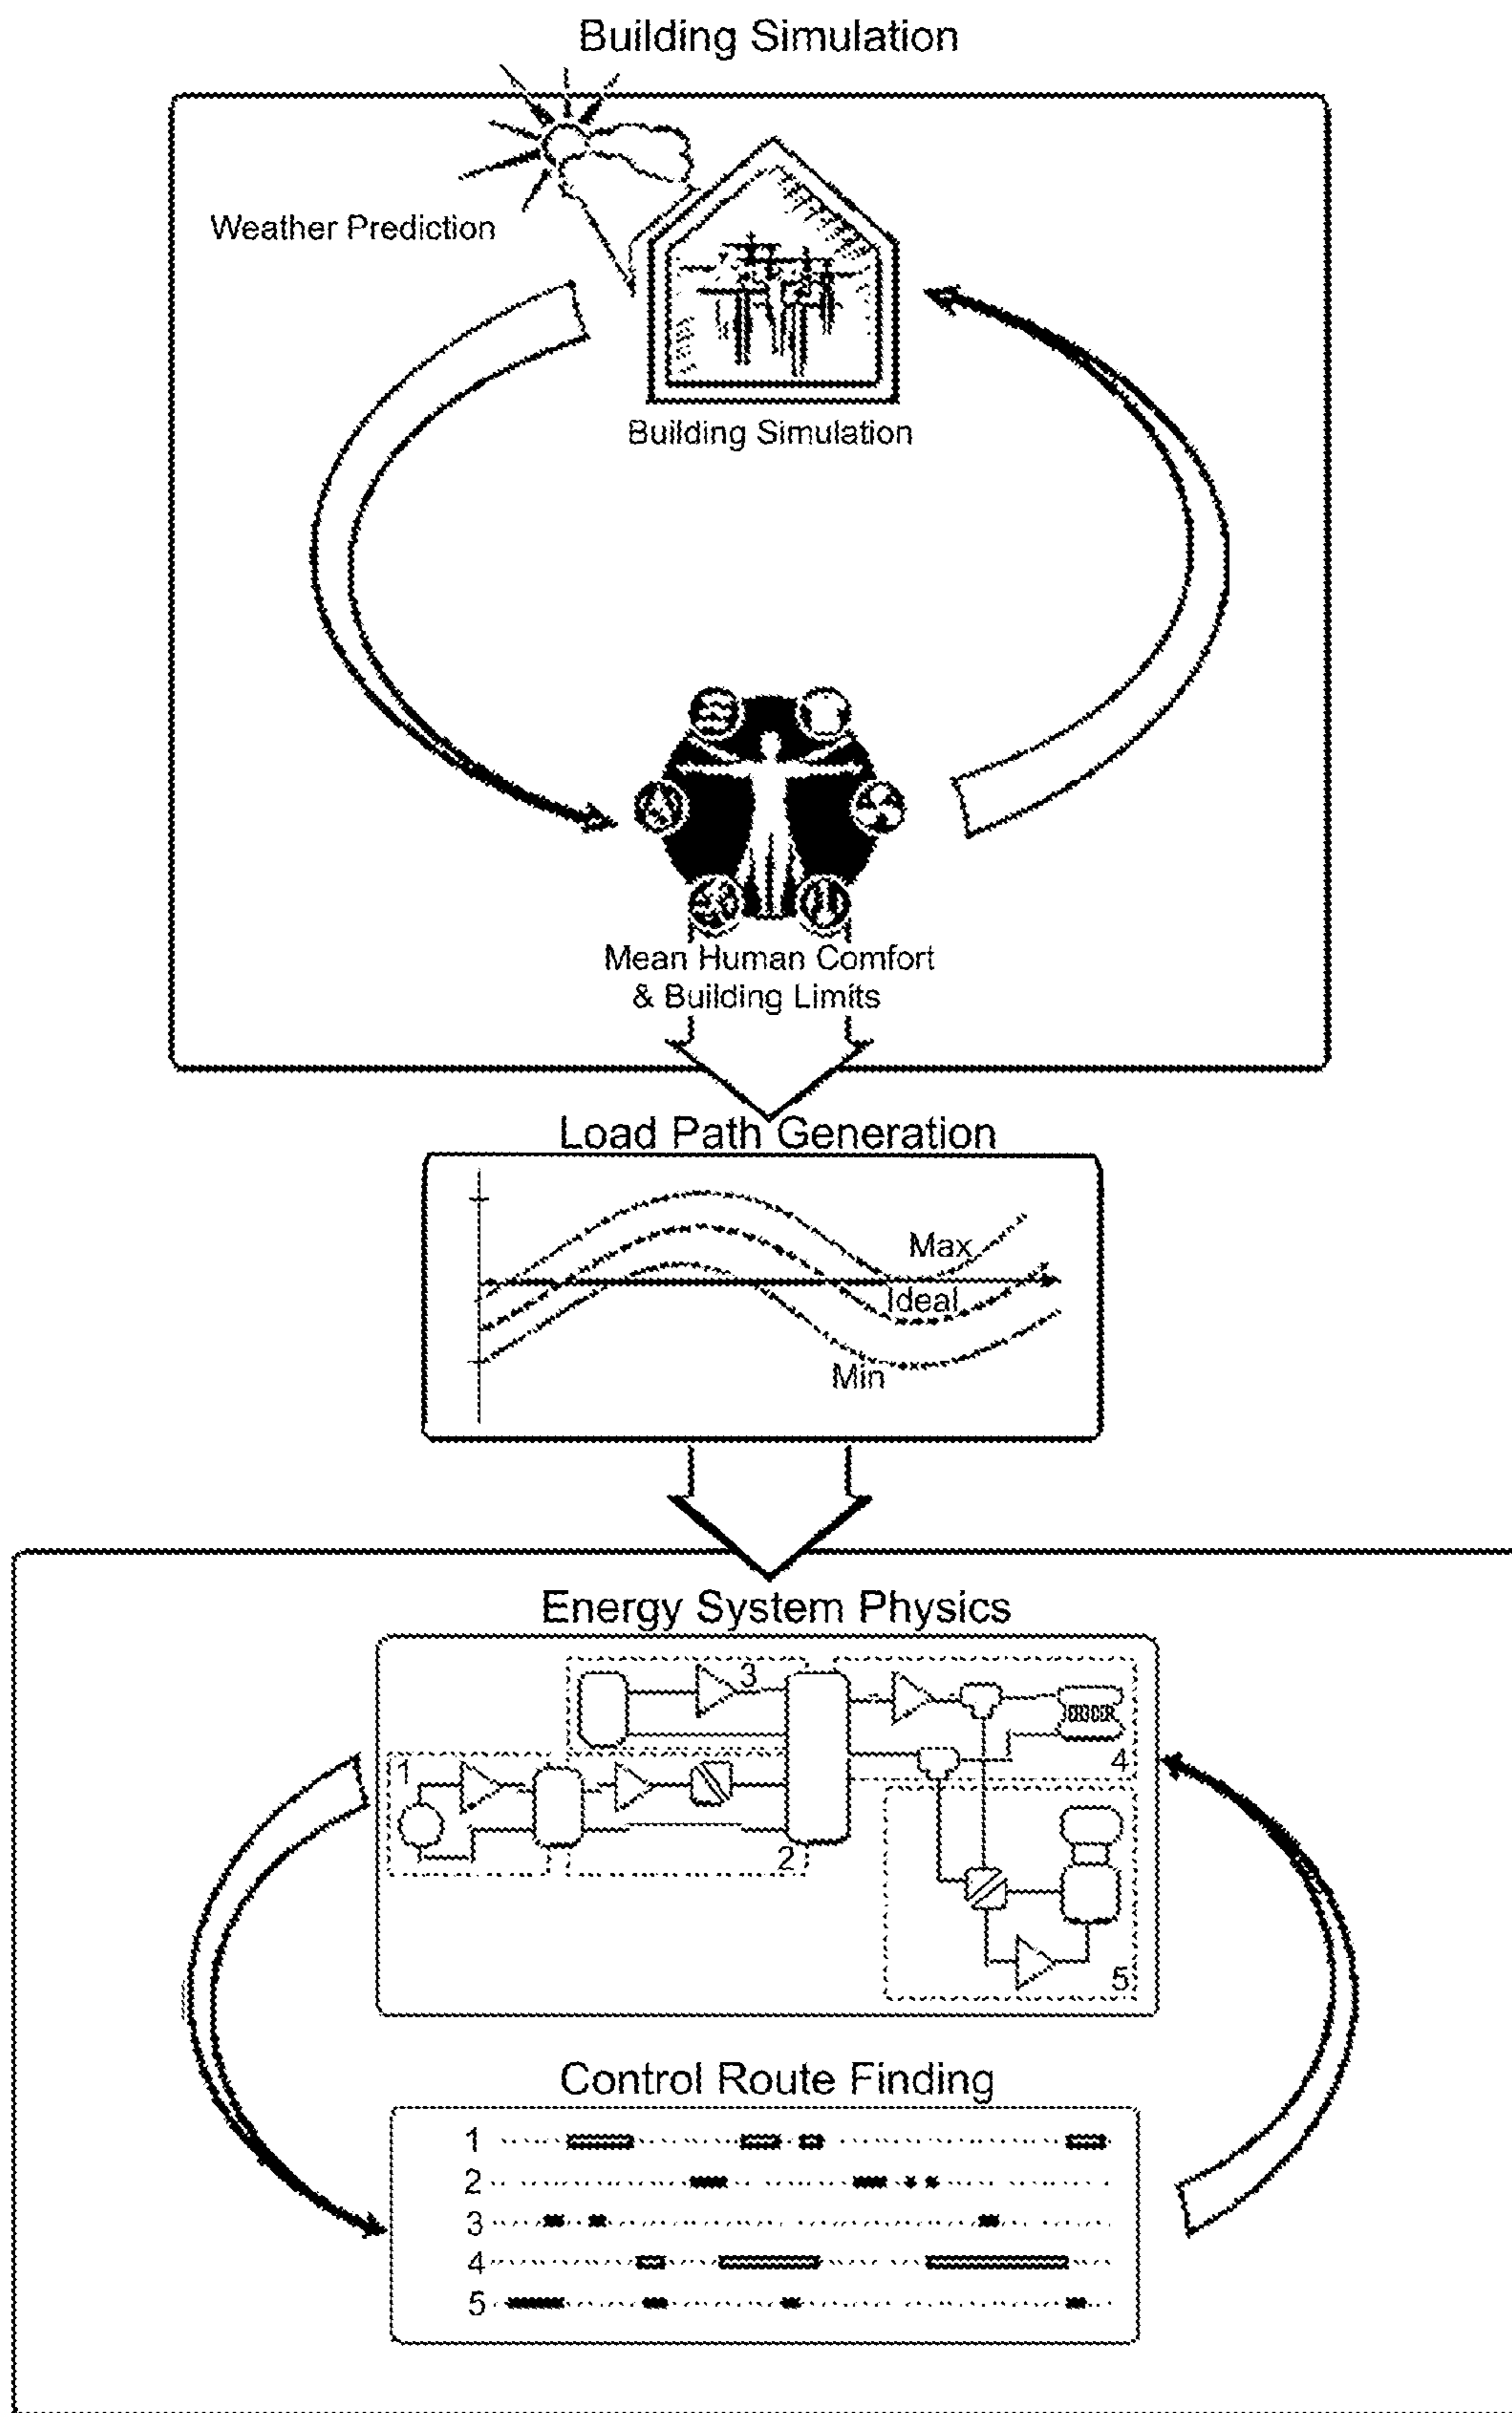 Building Simulation
Weather Prediction
Building Simulation
Mean Human Comfort
& Building Limits
Load Path Generation
Max
Ideal
Min
Energy System Physics
3
1
4
2
5
Control Route Finding
1
2
3
4
5